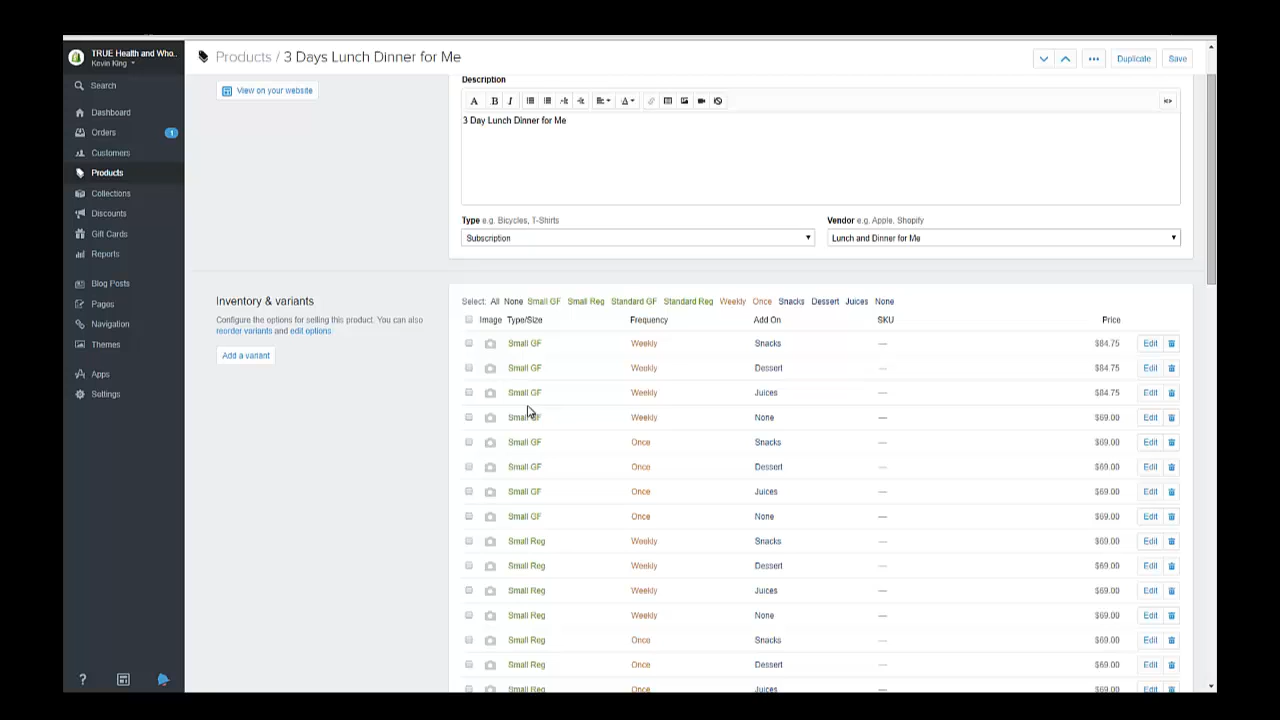 TRUE Health and Who..
Kevin King
Search
Dashboard
Orders 1
Customers
Products
Collections
Discounts
Gift Cards
Reports
Blog Posts
Pages
Navigation
Themes
Apps
Settings
?
Products / 3 Days Lunch Dinner for Me
... Duplicate Save
View on your website
Description
A B I
3 Day Lunch Dinner for Me
Type e.g. Bicycles, T-Shirts
Vendor e.g. Apple, Shopify
Subscription
Lunch and Dinner for Me
Inventory & variants
Configure the options for selling this product. You can also
reorder variants and edit options.
Add a variant
Select: All None Small GF Small Reg Standard GF Standard Reg Weekly Once Snacks Dessert Juices None
Image Type/Size Frequency Add On SKU Price
Small GF Weekly Snacks — $84.75 Edit
Small GF Weekly Dessert — $84.75 Edit
Small GF Weekly Juices — $84.75 Edit
Small GF Weekly None — $69.00 Edit
Small GF Once Snacks — $69.00 Edit
Small GF Once Dessert — $69.00 Edit
Small GF Once Juices — $69.00 Edit
Small GF Once None — $69.00 Edit
Small Reg Weekly Snacks — $69.00 Edit
Small Reg Weekly Dessert — $69.00 Edit
Small Reg Weekly Juices — $69.00 Edit
Small Reg Weekly None — $69.00 Edit
Small Reg Once Snacks — $69.00 Edit
Small Reg Once Dessert — $69.00 Edit
Small Reg Once Juices — $69.00 Edit